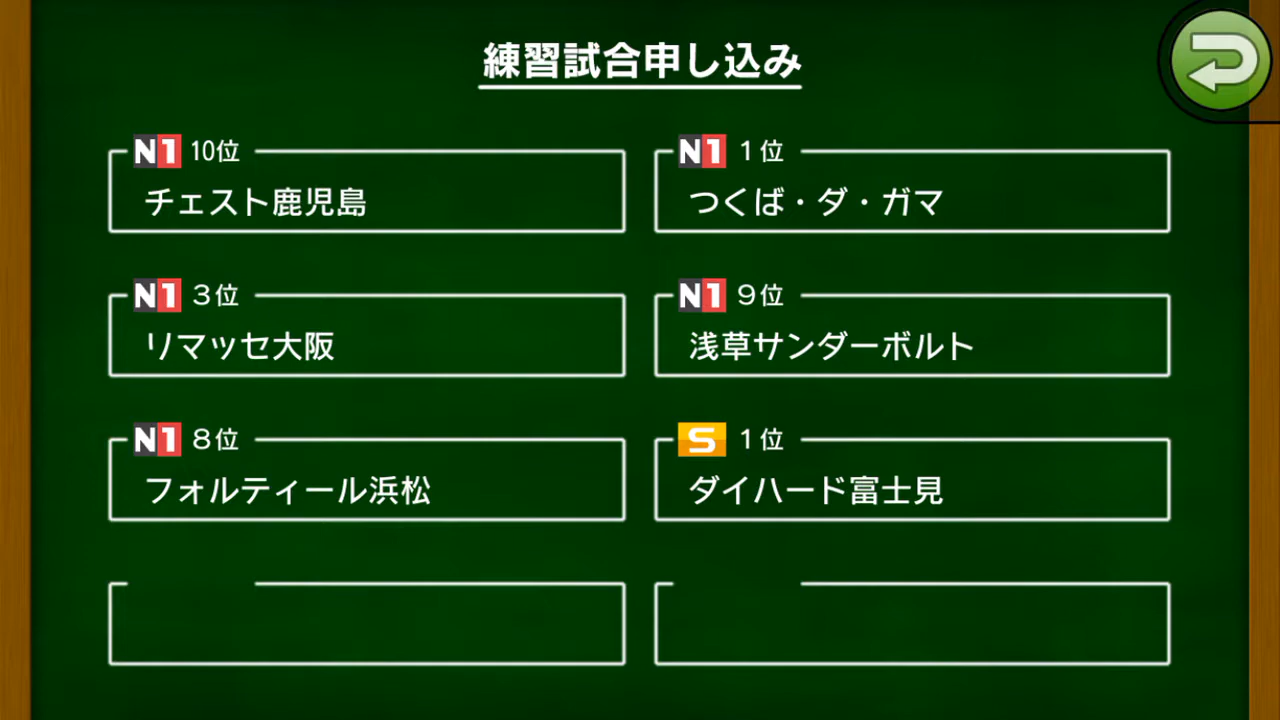 練習試合申し込み
N1 10位
チェスト鹿児島
N1 1位
つくば・ダ・ガマ
N1 3位
リマッセ大阪
N1 9位
浅草サンダーボルト
N1 8位
フォルティール浜松
S 1位
ダイハード富士見